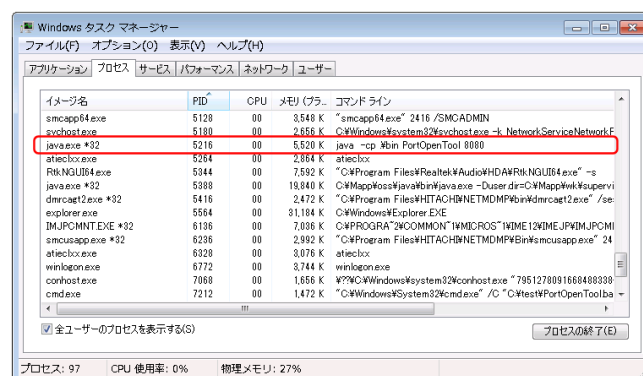 Windows タスク マネージャー
ファイル(F) オプション(O) 表示(V) ヘルプ(H)
アプリケーション プロセス サービス パフォーマンス ネットワーク ユーザー
イメージ名 PID CPU メモリ (プラ... コマンド ライン
smcapp64.exe 5128 00 3,548 K "smcapp64.exe" 2416 /SMCADMIN
svchost.exe 5180 00 2,656 K C:¥Windows¥system32¥svchost.exe -k NetworkServiceNetworkF
java.exe *32 5216 00 5,520 K java -cp ¥bin PortOpenTool 8080
atieclxx.exe 5264 00 2,864 K atieclxx
RtkNGUI64.exe 5344 00 7,592 K "C:¥Program Files¥Realtek¥Audio¥HDA¥RtkNGUI64.exe" -s
java.exe *32 5388 00 19,840 K C:¥Mapp¥oss¥java¥bin¥java.exe -Duser.dir=C:¥Mapp¥wk¥supervi
dmrcagt2.exe *32 5416 00 2,472 K "C:¥Program Files¥HITACHI¥NETMDMP¥bin¥dmrcagt2.exe" /se
explorer.exe 5564 00 31,184 K C:¥Windows¥Explorer.EXE
IMJPCMNT.EXE *32 6136 00 7,036 K C:¥PROGRA~2¥COMMON~1¥MICROS~1¥IME12¥IMEJP¥IMJPCMI
smcusapp.exe *32 6236 00 2,992 K "C:¥Program Files¥HITACHI¥NETMDMP¥Bin¥smcusapp.exe" 24
atieclxx.exe 6328 00 3,076 K atieclxx
winlogon.exe 6772 00 3,744 K winlogon.exe
conhost.exe 7068 00 1,656 K ¥??¥C:¥Windows¥system32¥conhost.exe "7951278091668488338
cmd.exe 7212 00 1,472 K "C:¥Windows¥System32¥cmd.exe" /C "C:¥test¥PortOpenTool.ba
全ユーザーのプロセスを表示する(S) プロセスの終了(E)
プロセス: 97 CPU 使用率: 0% 物理メモリ: 27%